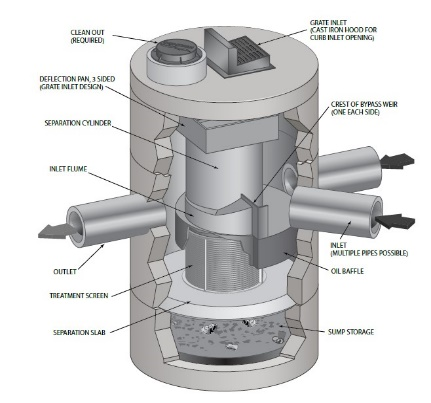 CLEAN OUT
(REQUIRED)
GRATE INLET
(CAST IRON HOOD FOR
CURB INLET OPENING)
DEFLECTION PAN, 3 SIDED
(GRATE INLET DESIGN)
CREST OF BYPASS WEIR
(ONE EACH SIDE)
SEPARATION CYLINDER
INLET FLUME
INLET
(MULTIPLE PIPES POSSIBLE)
OUTLET
OIL BAFFLE
TREATMENT SCREEN
SEPARATION SLAB
SUMP STORAGE